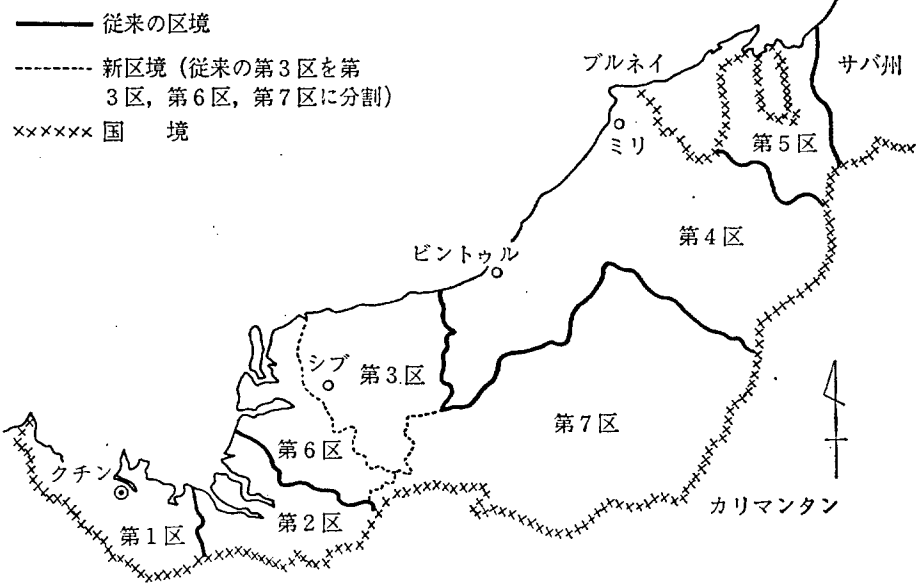 従来の区境
新区境 (従来の第3区を第
3区, 第6区, 第7区に分割)
国 境
ブルネイ
サバ州
ミリ
第5区
第4区
ビントゥル
シブ
第3区
第7区
第6区
クチン
第2区
第1区
カリマンタン